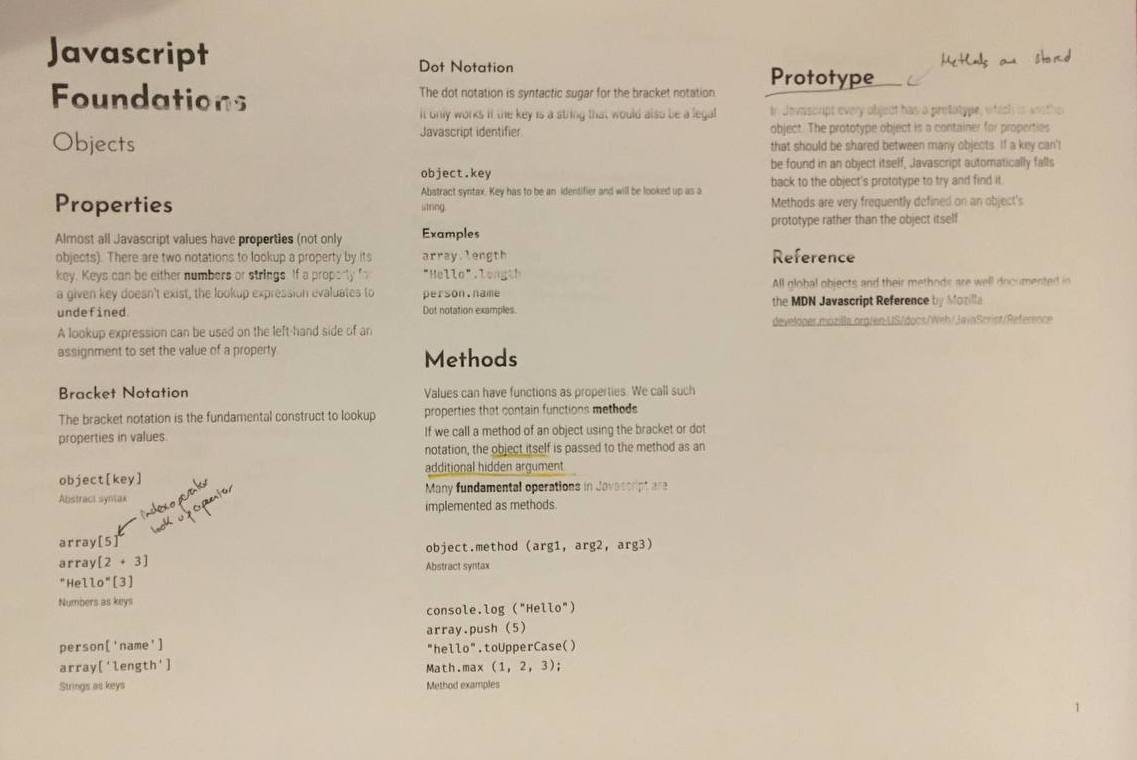 Javascript
Foundations
Objects
Properties
Almost all Javascript values have properties (not only
objects). There are two notations to lookup a property by its
key. Keys can be either numbers or strings. If a property for
a given key doesn't exist, the lookup expression evaluates to
undefined.
A lookup expression can be used on the left-hand side of an
assignment to set the value of a property.
Bracket Notation
The bracket notation is the fundamental construct to lookup
properties in values.
object[key]
Abstract syntax
index operator
look up operator
array[5]
array[2 + 3]
"Hello"[3]
Numbers as keys
person['name']
array['length']
Strings as keys
Dot Notation
The dot notation is syntactic sugar for the bracket notation.
It only works if the key is a string that would also be a legal
Javascript identifier.
object.key
Abstract syntax. Key has to be an identifier and will be looked up as a
string.
Examples
array.length
"Hello".length
person.name
Dot notation examples.
Methods
Values can have functions as properties. We call such
properties that contain functions methods.
If we call a method of an object using the bracket or dot
notation, the object itself is passed to the method as an
additional hidden argument.
Many fundamental operations in Javascript are
implemented as methods.
object.method (arg1, arg2, arg3)
Abstract syntax
console.log ("Hello")
array.push (5)
"hello".toUpperCase()
Math.max (1, 2, 3);
Method examples
Methods are stored
Prototype
In Javascript every object has a prototype, which is another
object. The prototype object is a container for properties
that should be shared between many objects. If a key can't
be found in an object itself, Javascript automatically falls
back to the object's prototype to try and find it.
Methods are very frequently defined on an object's
prototype rather than the object itself.
Reference
All global objects and their methods are well documented in
the MDN Javascript Reference by Mozilla.
developer.mozilla.org/en-US/docs/Web/JavaScript/Reference
1